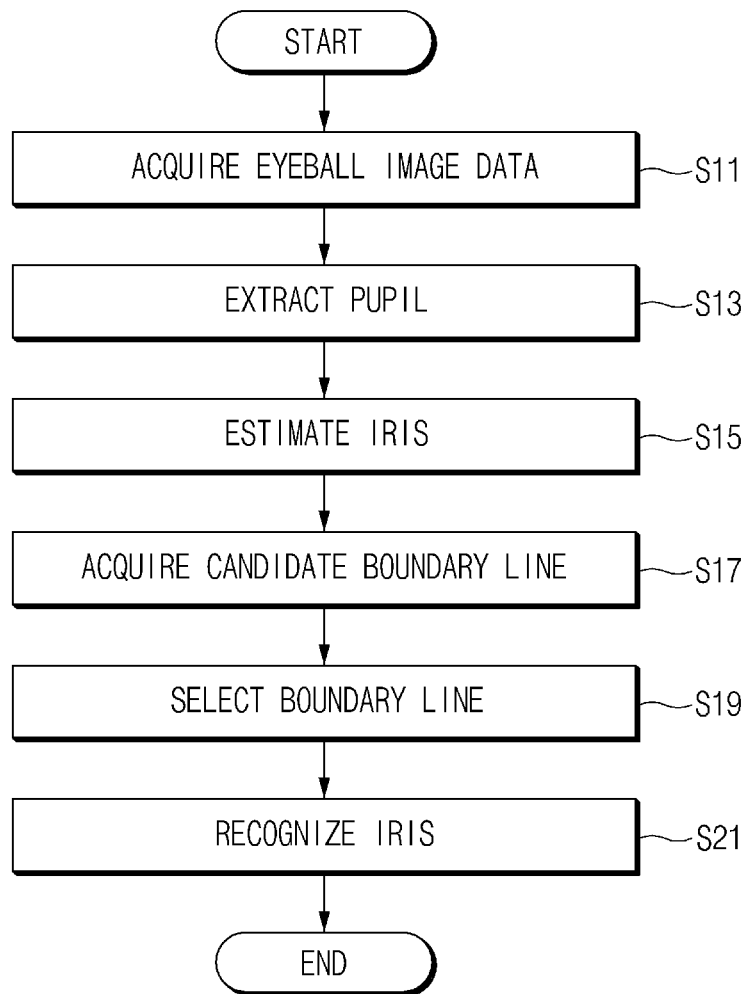 START
ACQUIRE EYEBALL IMAGE DATA
S11
EXTRACT PUPIL
S13
ESTIMATE IRIS
S15
ACQUIRE CANDIDATE BOUNDARY LINE
S17
SELECT BOUNDARY LINE
S19
RECOGNIZE IRIS
S21
END